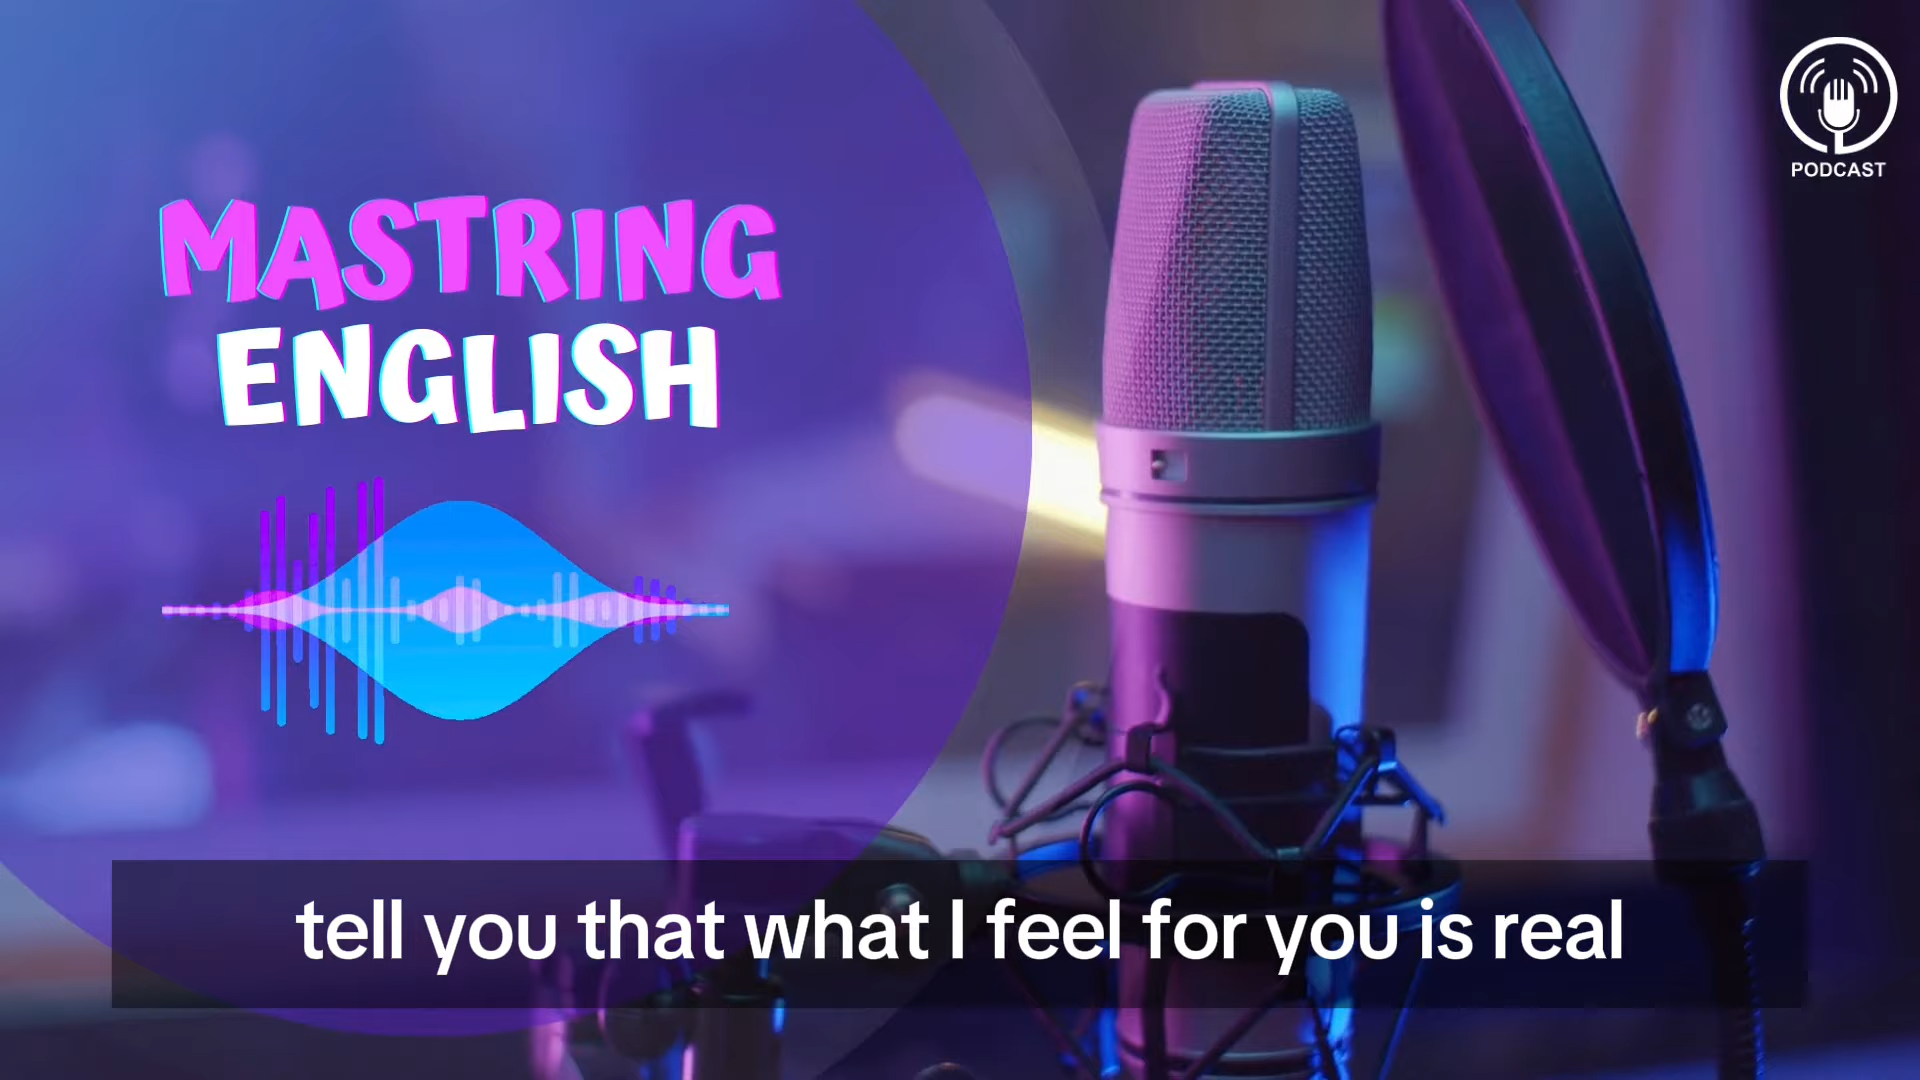 MASTRING
ENGLISH
PODCAST
tell you that what I feel for you is real